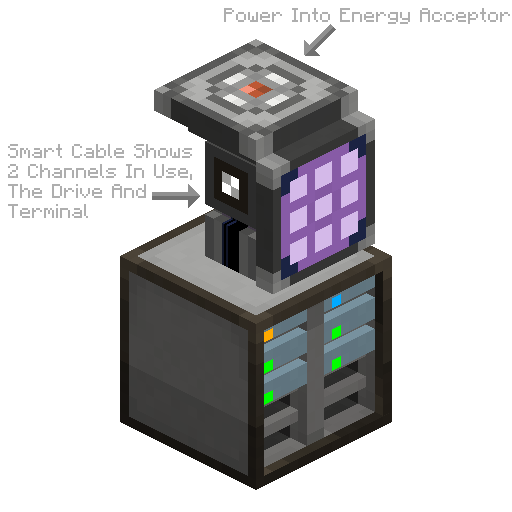 Power Into Energy Acceptor
Smart Cable Shows
2 Channels In Use,
The Drive And
Terminal